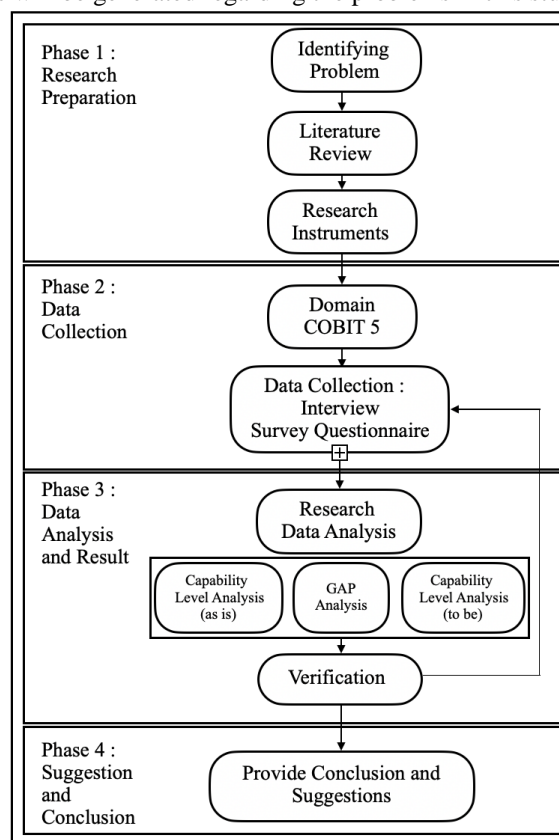 Phase 1 :
Research
Preparation
Identifying
Problem
Literature
Review
Research
Instruments
Phase 2 :
Data
Collection
Domain
COBIT 5
Data Collection :
Interview
Survey Questionnaire
Phase 3 :
Data
Analysis
and Result
Research
Data Analysis
Capability
Level Analysis
(as is)
GAP
Analysis
Capability
Level Analysis
(to be)
Verification
Phase 4 :
Suggestion
and
Conclusion
Provide Conclusion and
Suggestions